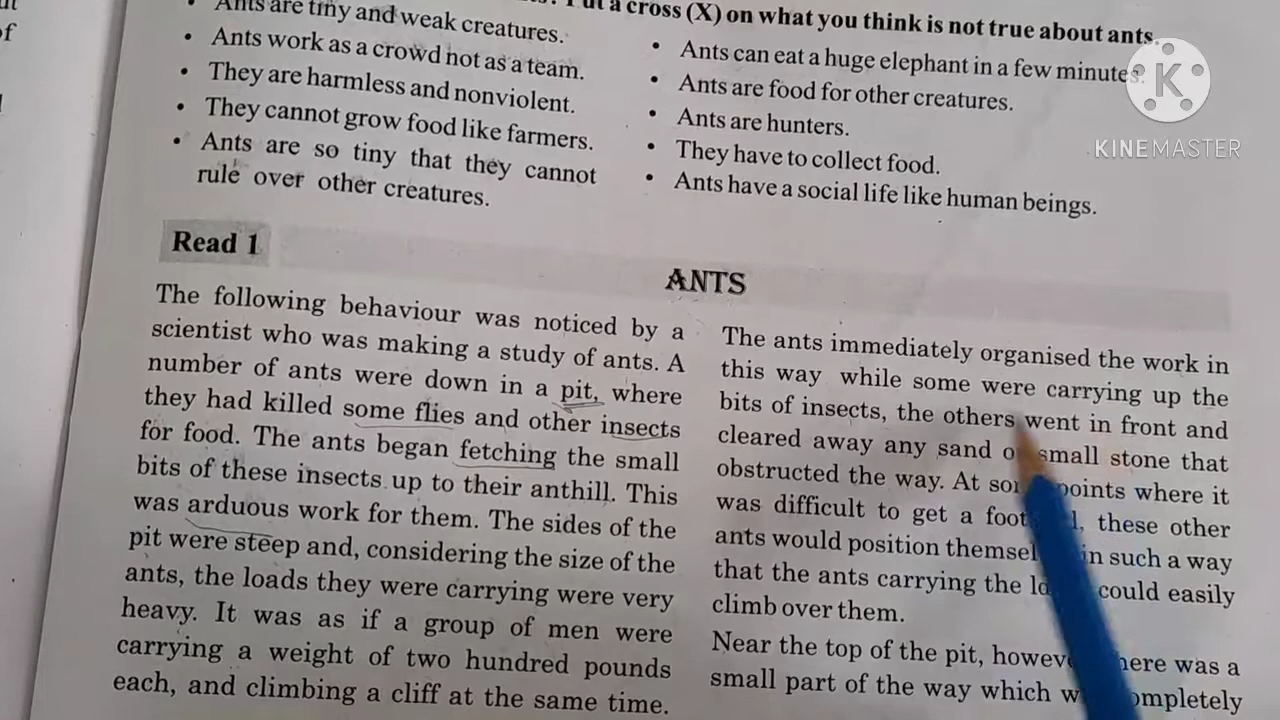 of
a cross (X) on what you think is not true about ants.
Ants are tiny and weak creatures.
• Ants work as a crowd not as a team.
• They are harmless and nonviolent.
• They cannot grow food like farmers.
• Ants are so tiny that they cannot
rule over other creatures.
• Ants can eat a huge elephant in a few minutes.
• Ants are food for other creatures.
• Ants are hunters.
• They have to collect food.
• Ants have a social life like human beings.
KINEMASTER
Read 1
ANTS
The following behaviour was noticed by a
scientist who was making a study of ants. A
number of ants were down in a pit, where
they had killed some flies and other insects
for food. The ants began fetching the small
bits of these insects up to their anthill. This
was arduous work for them. The sides of the
pit were steep and, considering the size of the
ants, the loads they were carrying were very
heavy. It was as if a group of men were
carrying a weight of two hundred pounds
each, and climbing a cliff at the same time.
The ants immediately organised the work in
this way while some were carrying up the
bits of insects, the others went in front and
cleared away any sand small stone that
obstructed the way. At points where it
was difficult to get a these other
ants would position in such a way
that the ants carrying the could easily
climb over them.
Near the top of the pit, there was a
small part of the way which completely